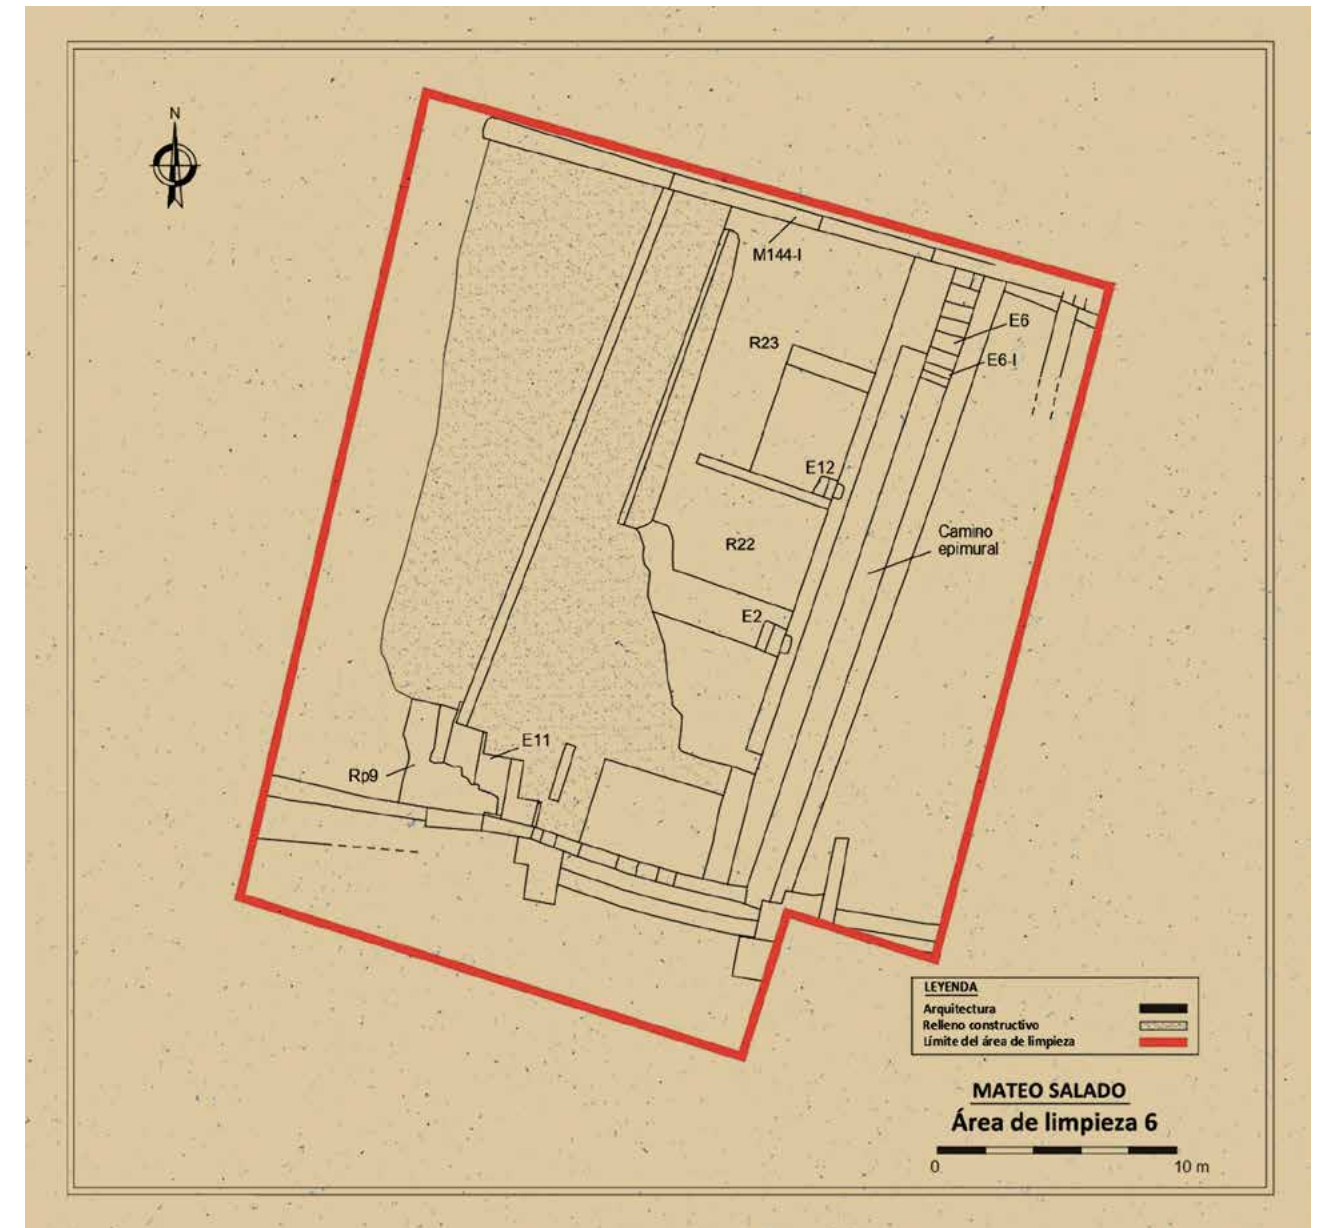 N
M144-I
R23
E6
E6-I
E12
Camino
epimural
R22
E2
E11
Rp9
LEYENDA
Arquitectura
Relleno constructivo
Límite del área de limpieza
MATEO SALADO
Área de limpieza 6
0 10 m